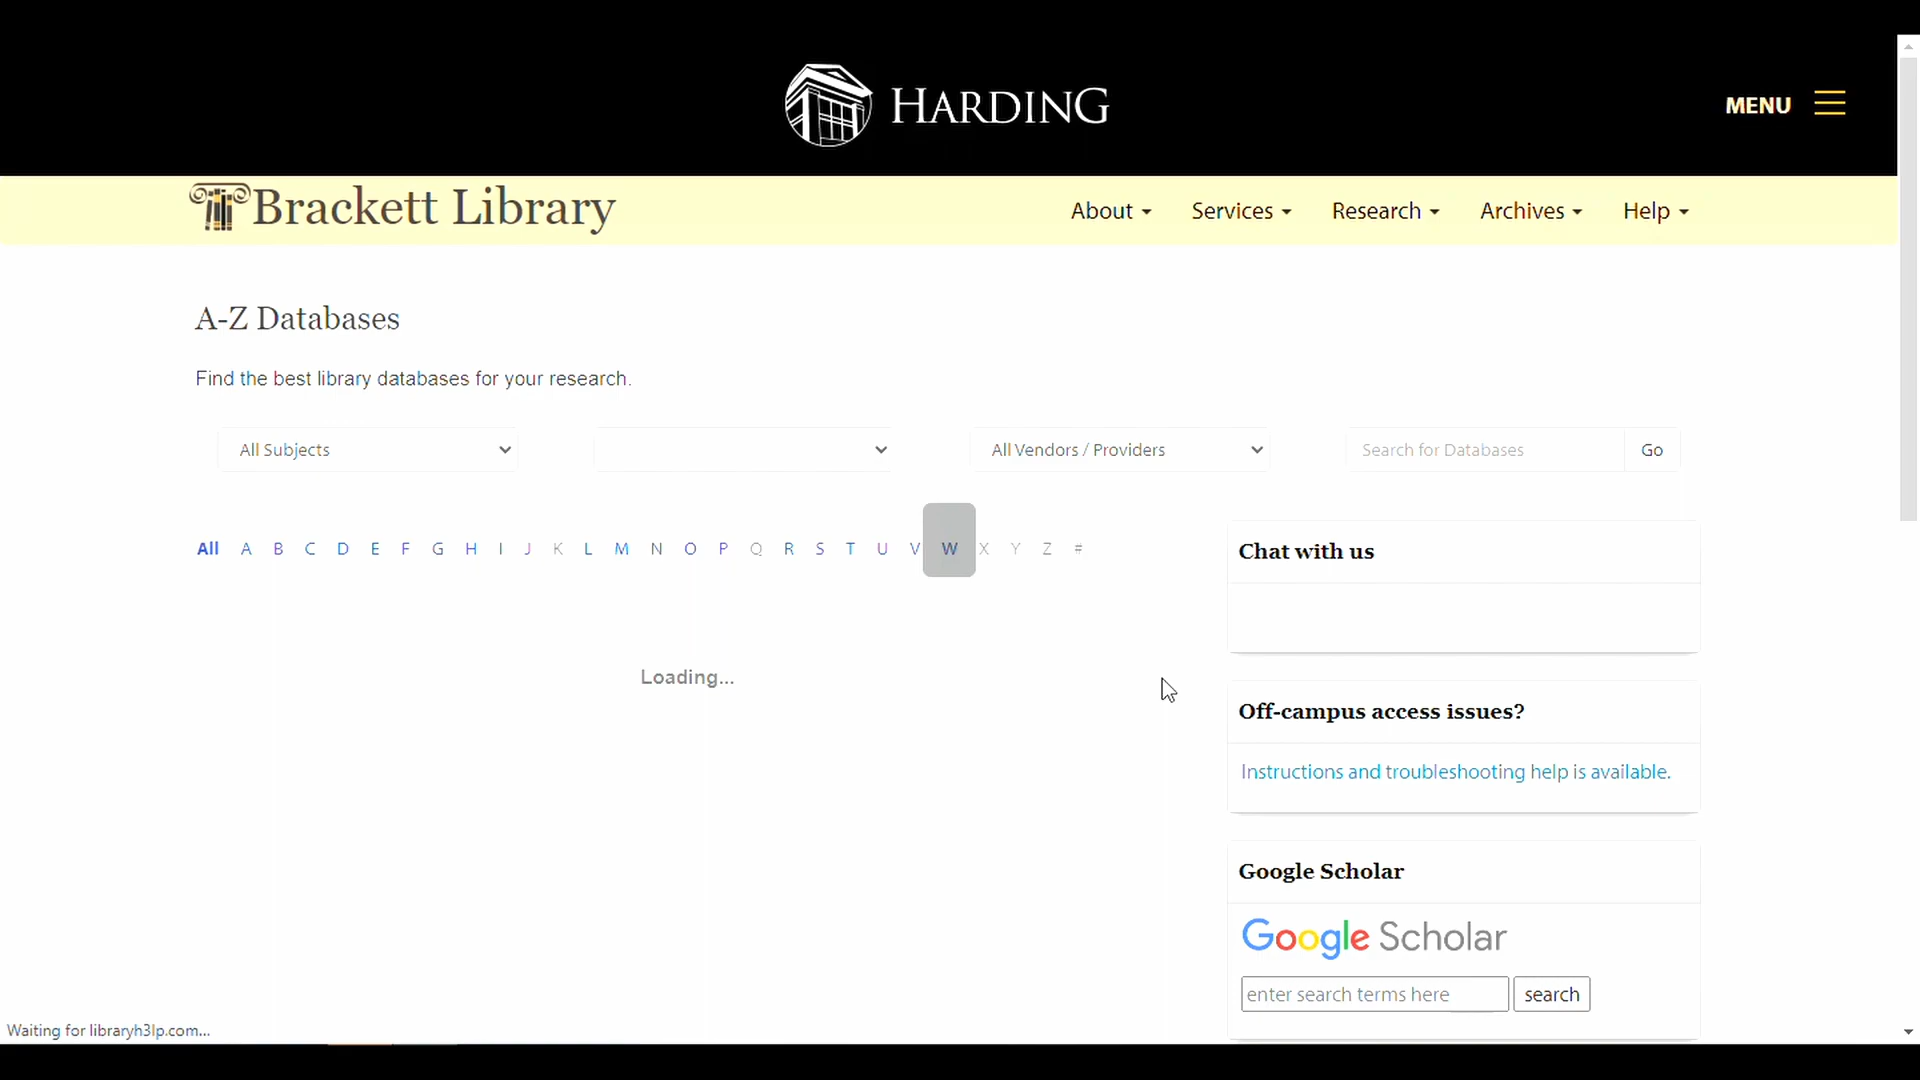 HARDING
MENU
Brackett Library
About
Services
Research
Archives
Help
A-Z Databases
Find the best library databases for your research.
All Subjects
All Vendors / Providers
Search for Databases
Go
All A B C D E F G H I J K L M N O P Q R S T U V W X Y Z #
Loading...
Chat with us
Off-campus access issues?
Instructions and troubleshooting help is available.
Google Scholar
Google Scholar
enter search terms here
search
Waiting for libraryh3lp.com...